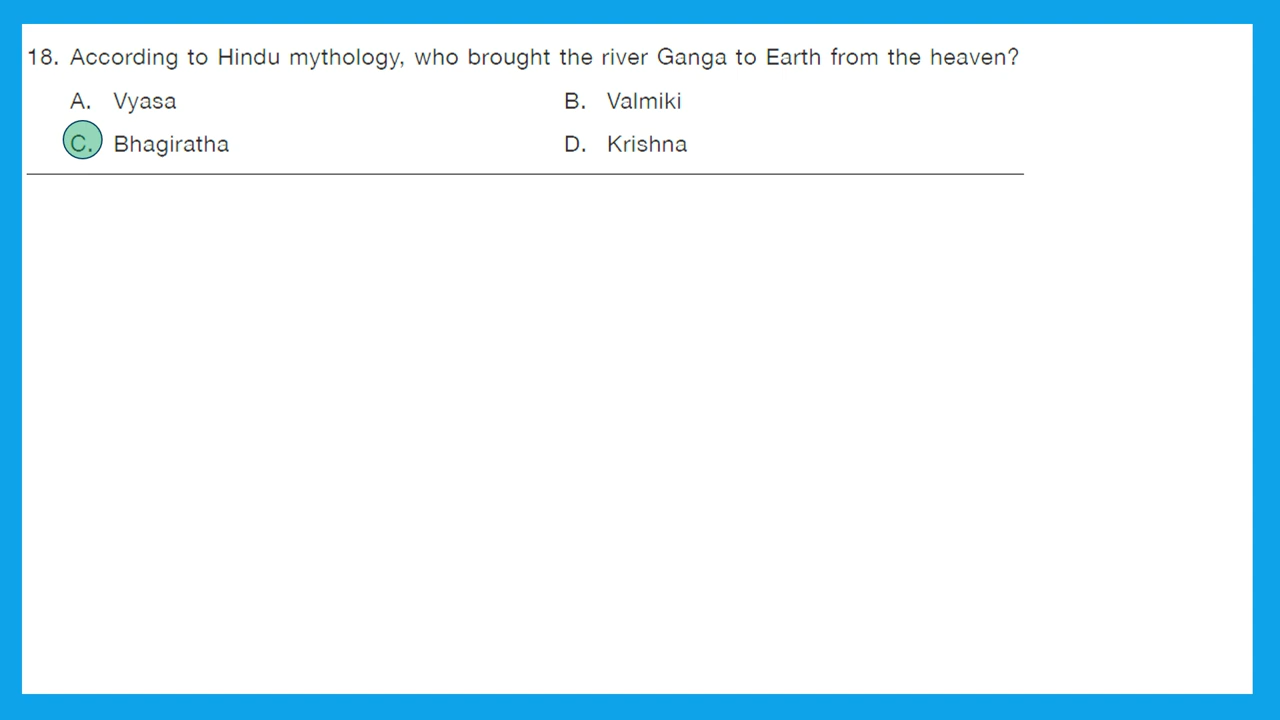 18. According to Hindu mythology, who brought the river Ganga to Earth from the heaven?
A. Vyasa B. Valmiki
C. Bhagiratha D. Krishna